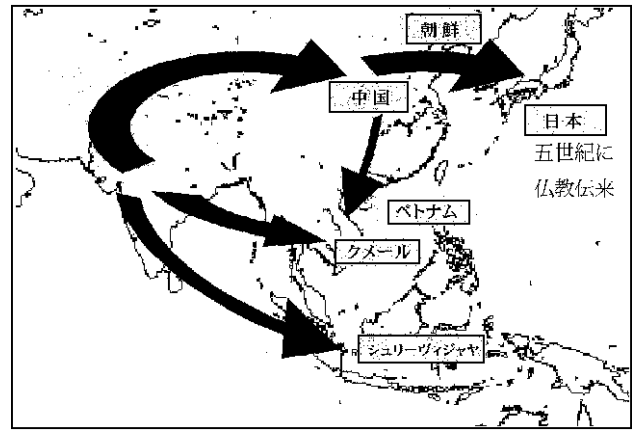 朝鮮
中国
日本
五世紀に
仏教伝来
ベトナム
クメール
シュリーヴィジャヤ